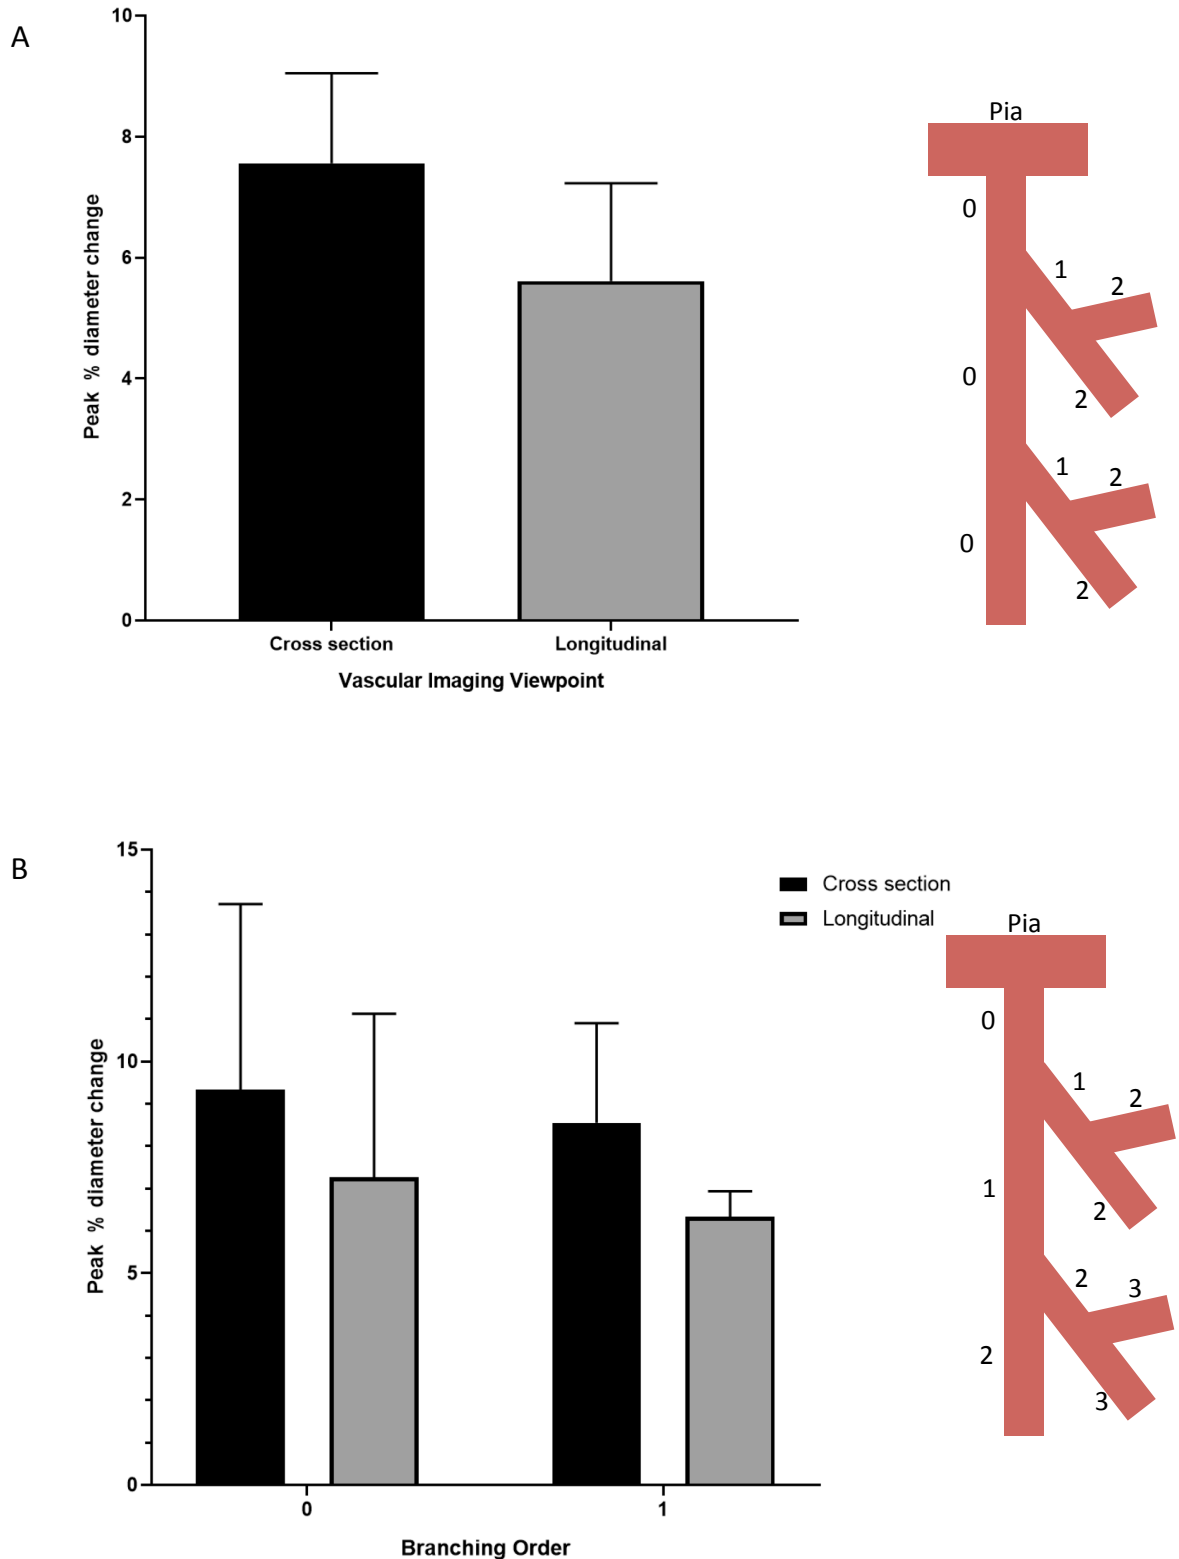 A
10
8
6
4
2
0
Peak % diameter change
Cross section
Longitudinal
Vascular Imaging Viewpoint
Pia
0
1
2
0
2
1
2
0
2
B
15
10
5
0
Peak % diameter change
0
1
Branching Order
Cross section
Longitudinal
Pia
0
1
2
1
2
2
3
2
3